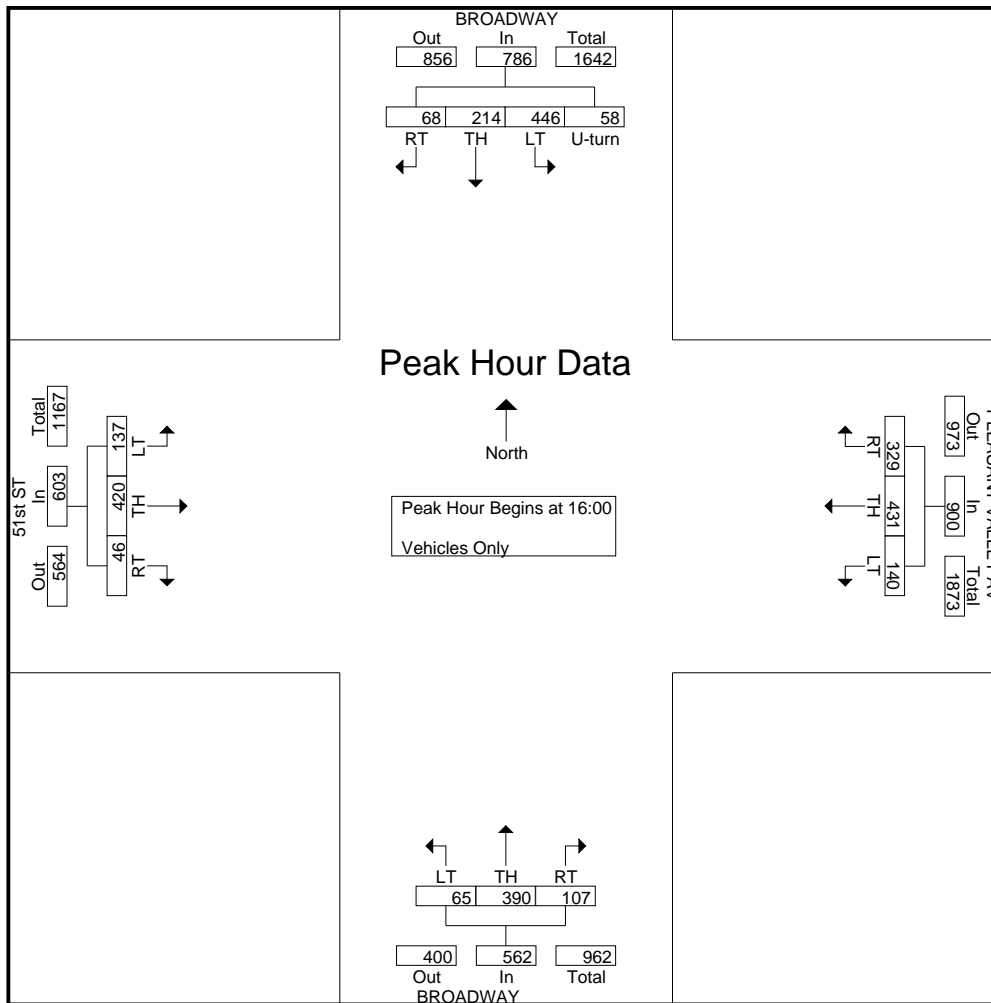 BROADWAY
Out In Total
856 786 1642
68 214 446 58
RT TH LT U-turn
Peak Hour Data
North
Peak Hour Begins at 16:00
Vehicles Only
51st ST
Total In Out
1167 603 564
137 420 46
LT TH RT
RT TH LT
329 431 140
973 900 1873
Out In Total
PLEASANT VALLEY AV
LT TH RT
65 390 107
400 562 962
Out In Total
BROADWAY